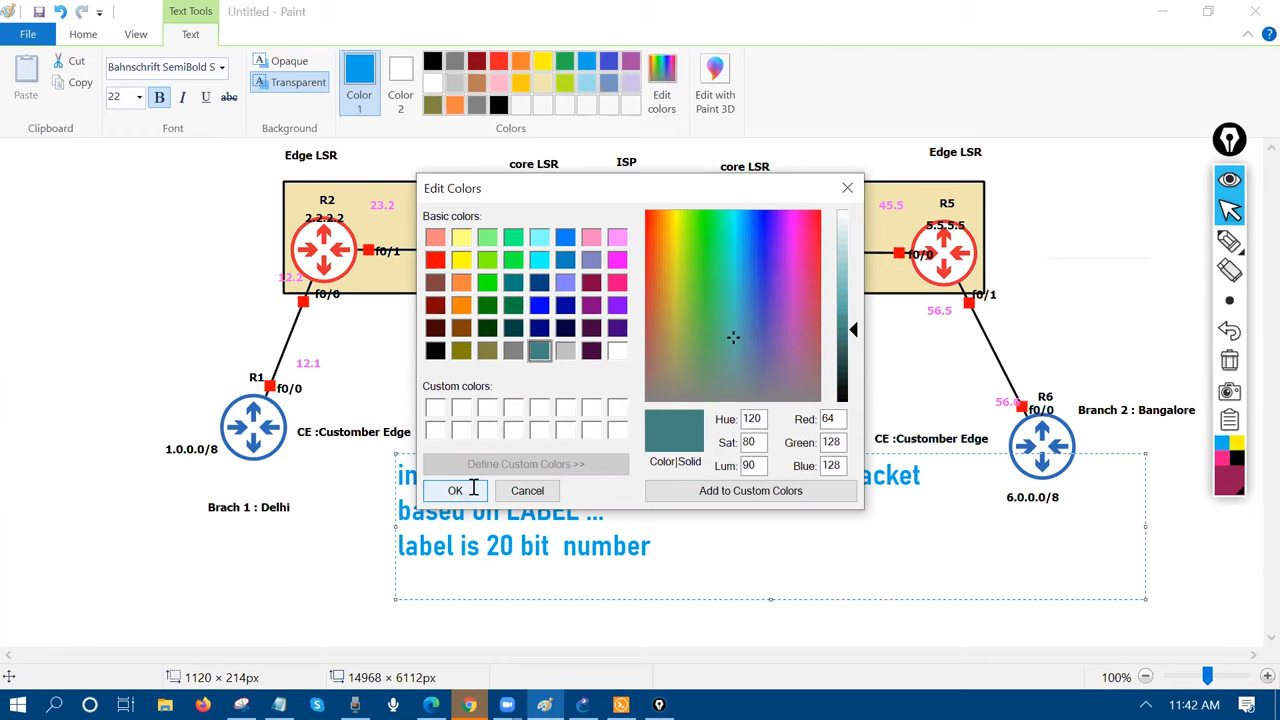 Text Tools
Untitled - Paint
File
Home
View
Text
Paste
Cut
Copy
Clipboard
Bahnschrift SemiBold S
22
B
I
U
abc
Font
Opaque
Transparent
Background
Color
1
Color
2
Edit
colors
Edit with
Paint 3D
Colors
Edge LSR
core LSR
ISP
core LSR
Edge LSR
R2
2.2.2.2
23.2
f0/1
12.2
f0/0
12.1
R1
f0/0
CE :Customber Edge
1.0.0.0/8
Brach 1 : Delhi
45.5
R5
5.5.5.5
f0/0
f0/1
56.5
R6
f0/0
Branch 2 : Bangalore
CE :Customber Edge
6.0.0.0/8
Edit Colors
Basic colors:
Custom colors:
Define Custom Colors >>
OK
Cancel
Color|Solid
Hue: 120
Sat: 80
Lum: 90
Red: 64
Green: 128
Blue: 128
Add to Custom Colors
based on LABEL ...
label is 20 bit number
1120 × 214px
14968 × 6112px
100%
11:42 AM